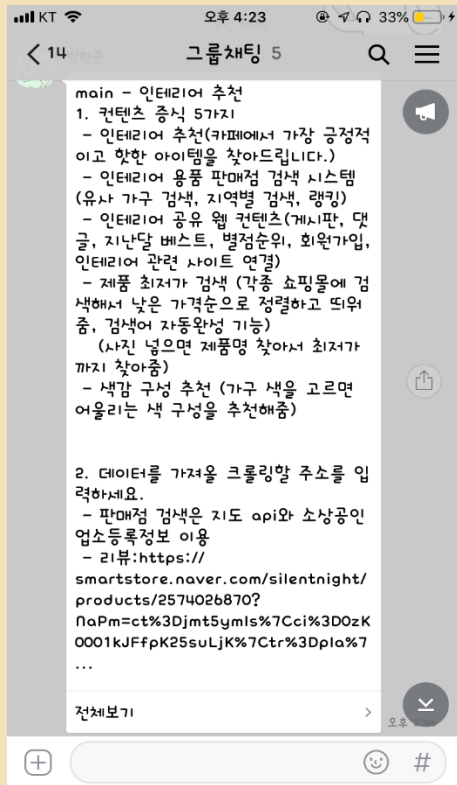 KT 오후 4:23 33%
14 그룹채팅 5
main - 인테리어 추천
1. 컨텐츠 증식 5가지
- 인테리어 추천(카페에서 가장 긍정적
이고 핫한 아이템을 찾아드립니다.)
- 인테리어 용품 판매점 검색 시스템
(유사 가구 검색, 지역별 검색, 랭킹)
- 인테리어 공유 웹 컨텐츠(게시판, 댓
글, 지난달 베스트, 별점순위, 회원가입,
인테리어 관련 사이트 연결)
- 제품 최저가 검색 (각종 쇼핑몰에 검
색해서 낮은 가격순으로 정렬하고 띄워
줌, 검색어 자동완성 기능)
(사진 넣으면 제품명 찾아서 최저가
까지 찾아줌)
- 색감 구성 추천 (가구 색을 고르면
어울리는 색 구성을 추천해줌)
2. 데이터를 가져올 크롤링할 주소를 입
력하세요.
- 판매점 검색은 지도 api와 소상공인
업소등록정보 이용
- 리뷰:https://
smartstore.naver.com/silentnight/
products/2574026870?
NaPm=ct%3Djmt5ymls%7Cci%3D0zK
0001kJFfpK25suLjK%7Ctr%3Dpla%7
...
전체보기
오후
#